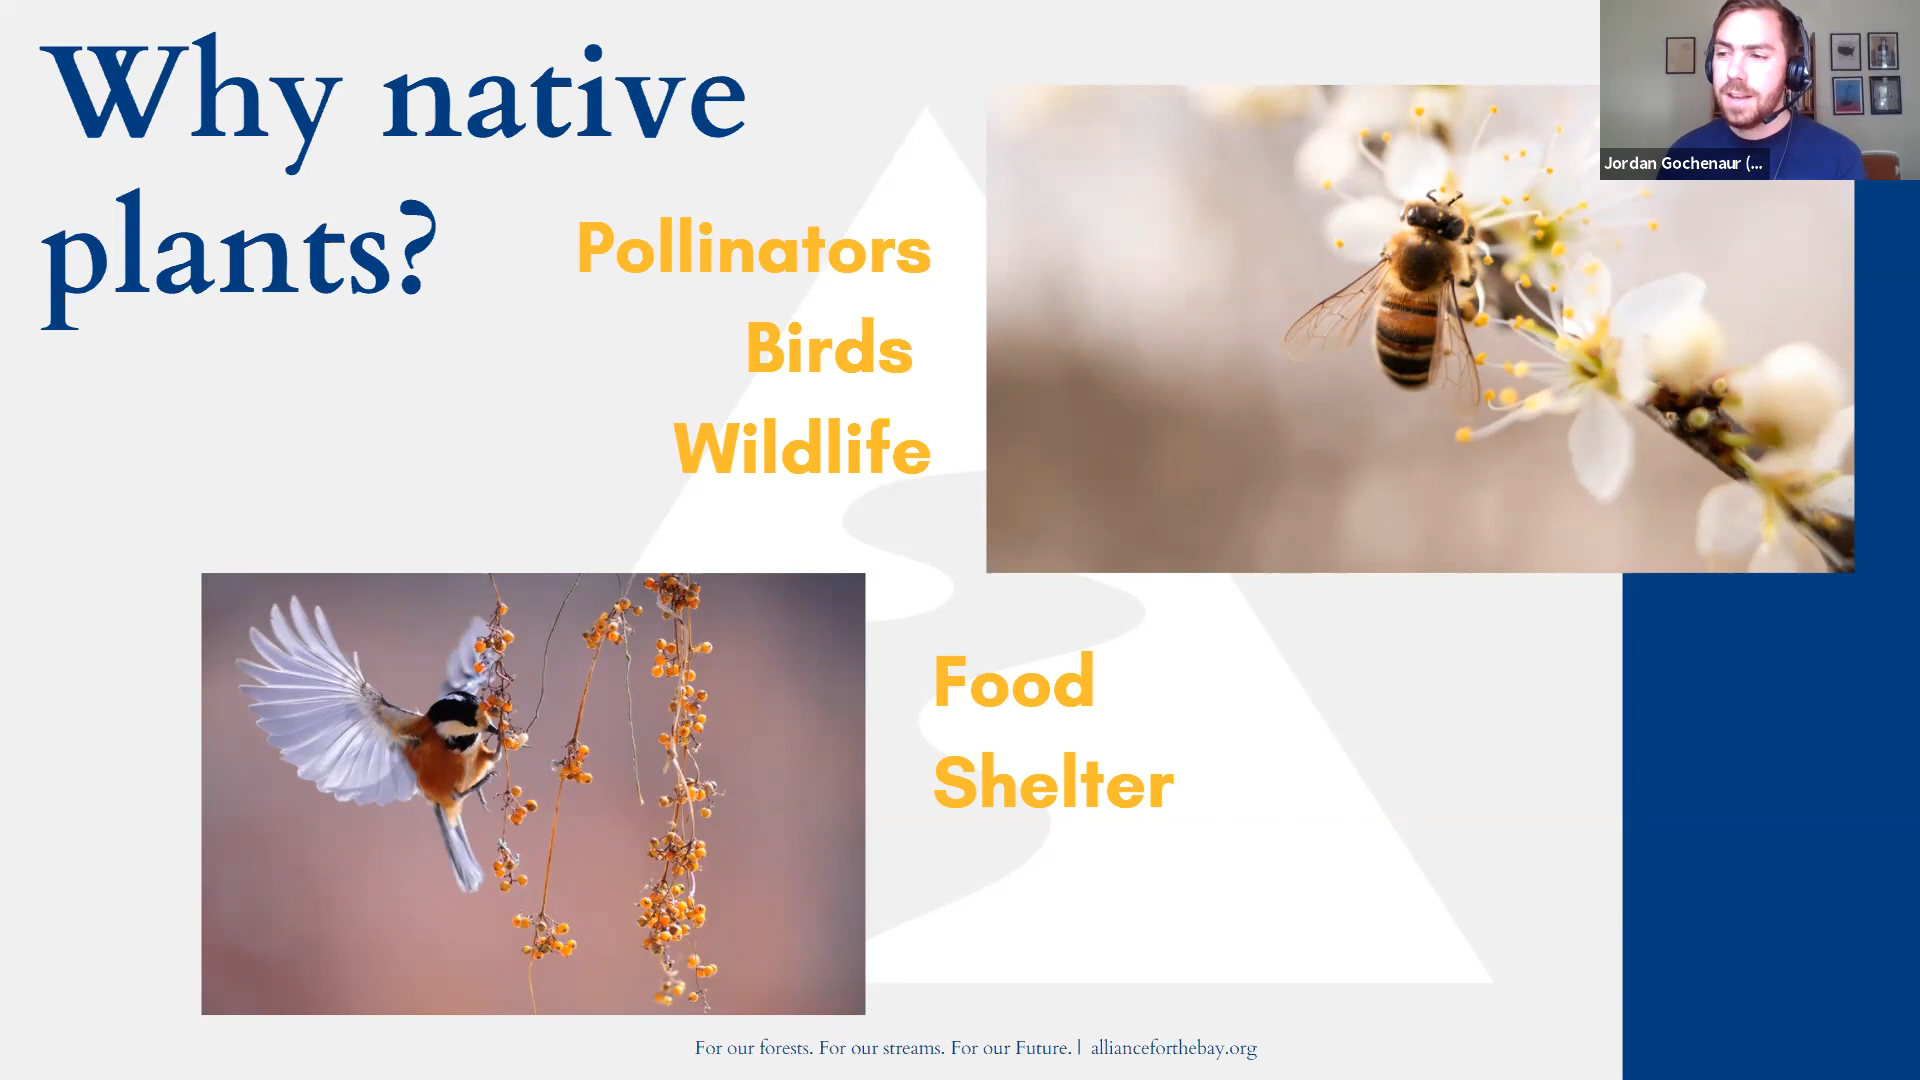 Why native
plants?
Pollinators
Birds
Wildlife
Jordan Gochenaur (...
Food
Shelter
For our forests. For our streams. For our Future. | allianceforthebay.org